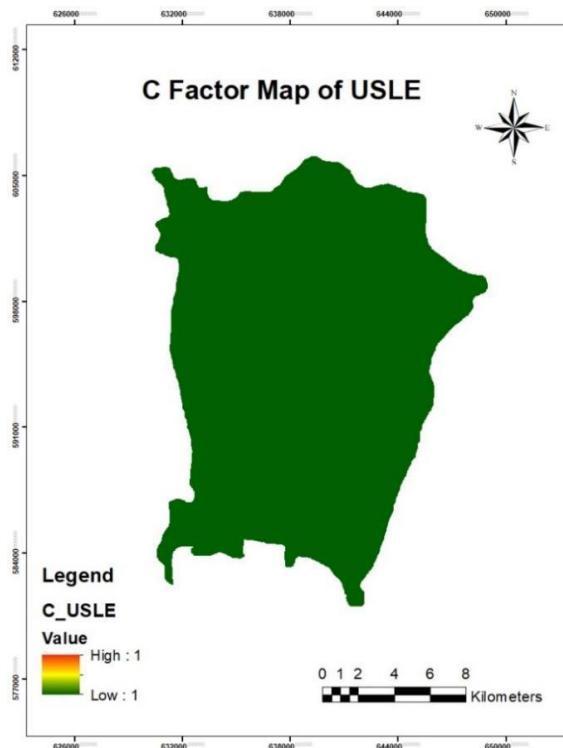 626000 632000 638000 644000 650000
C Factor Map of USLE
N
W E
S
612000
605000
598000
591000
584000
577000
Legend
C_USLE
Value
High : 1
Low : 1
0 1 2 4 6 8
Kilometers
626000 632000 638000 644000 650000